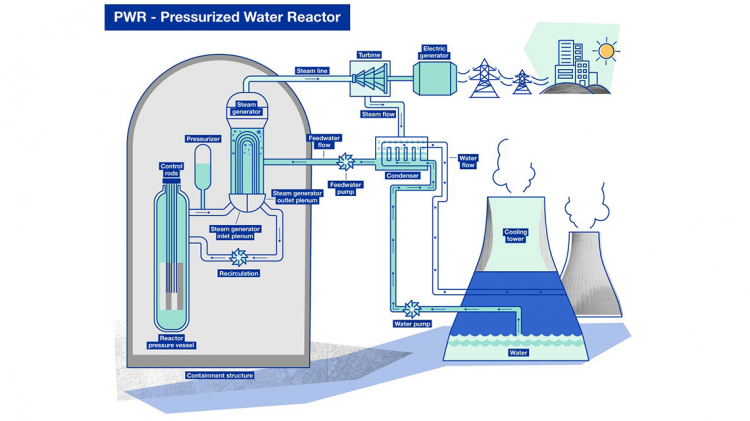 PWR - Pressurized Water Reactor
Turbine
Electric
generator
Steam line
Steam
generator
Steam flow
Pressurizer
Feedwater
flow
Control
rods
Water
flow
Condenser
Feedwater
pump
Steam generator
outlet plenum
Steam generator
inlet plenum
Cooling
tower
Recirculation
Water pump
Reactor
pressure vessel
Water
Containment structure